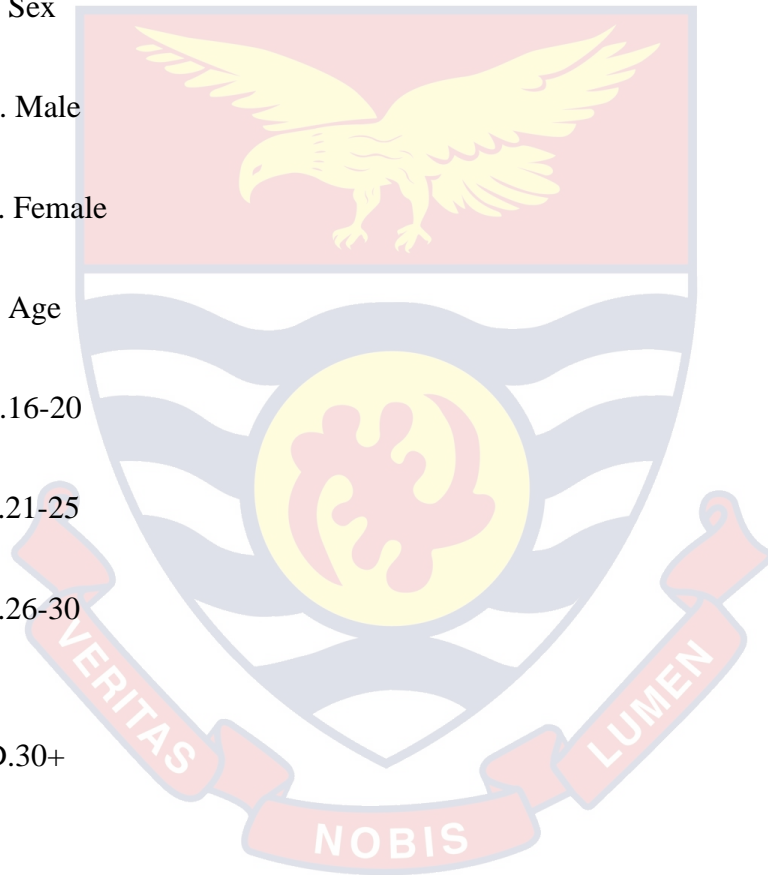 Sex
. Male
. Female
Age
.16-20
.21-25
.26-30
.30+
VERITAS
NOBIS
LUMEN